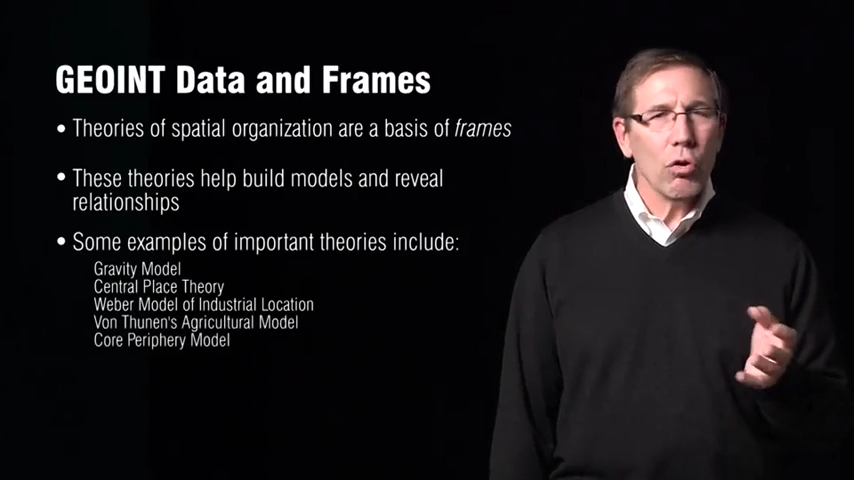 GEOINT Data and Frames
• Theories of spatial organization are a basis of frames
• These theories help build models and reveal
relationships
• Some examples of important theories include:
Gravity Model
Central Place Theory
Weber Model of Industrial Location
Von Thunen's Agricultural Model
Core Periphery Model